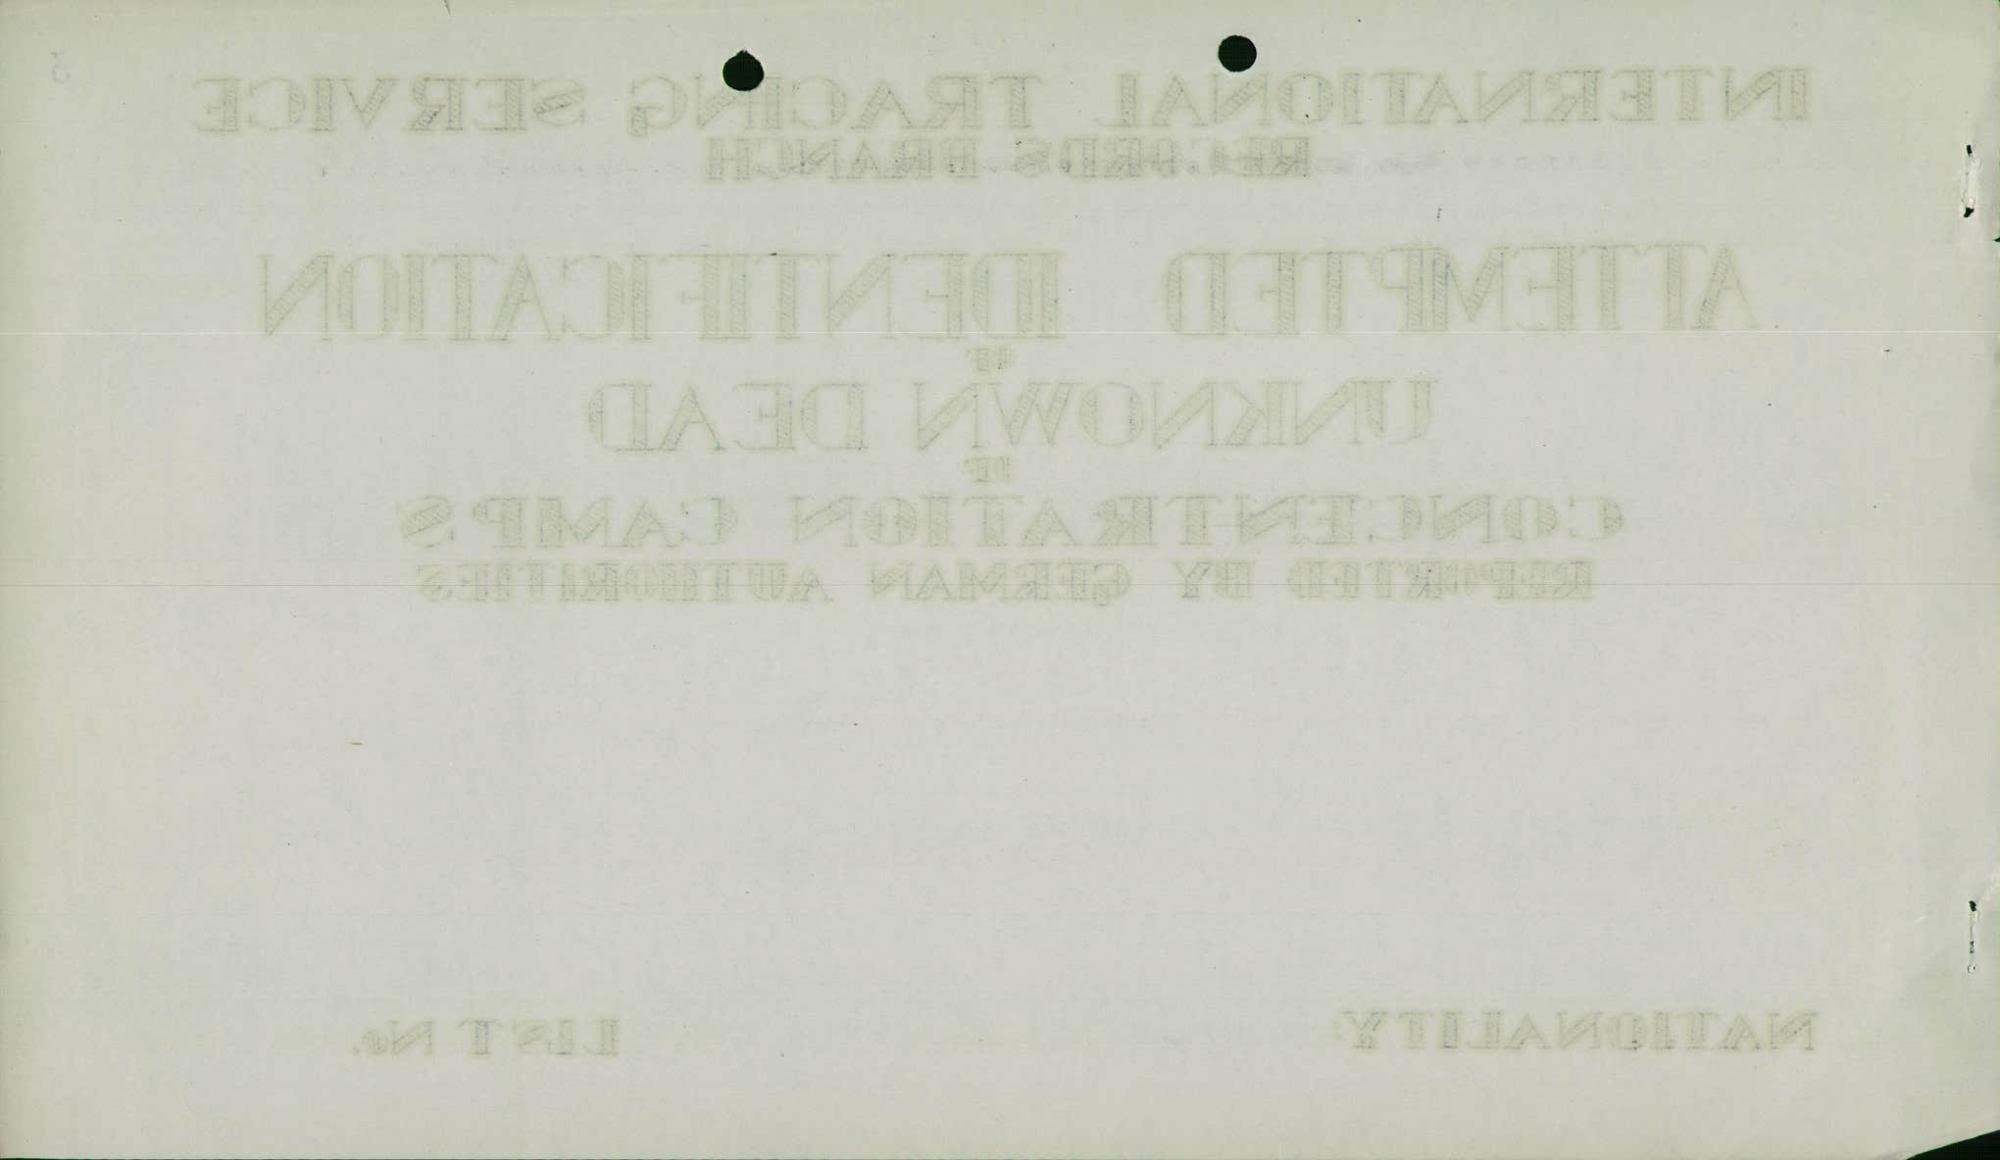 3
INTERNATIONAL TRACING SERVICE
RECORDS BRANCH
ATTEMPTED IDENTIFICATION
OF
UNKNOWN DEAD
OF
CONCENTRATION CAMPS
REPORTED BY GERMAN AUTHORITIES
NATIONALITY: LIST No.